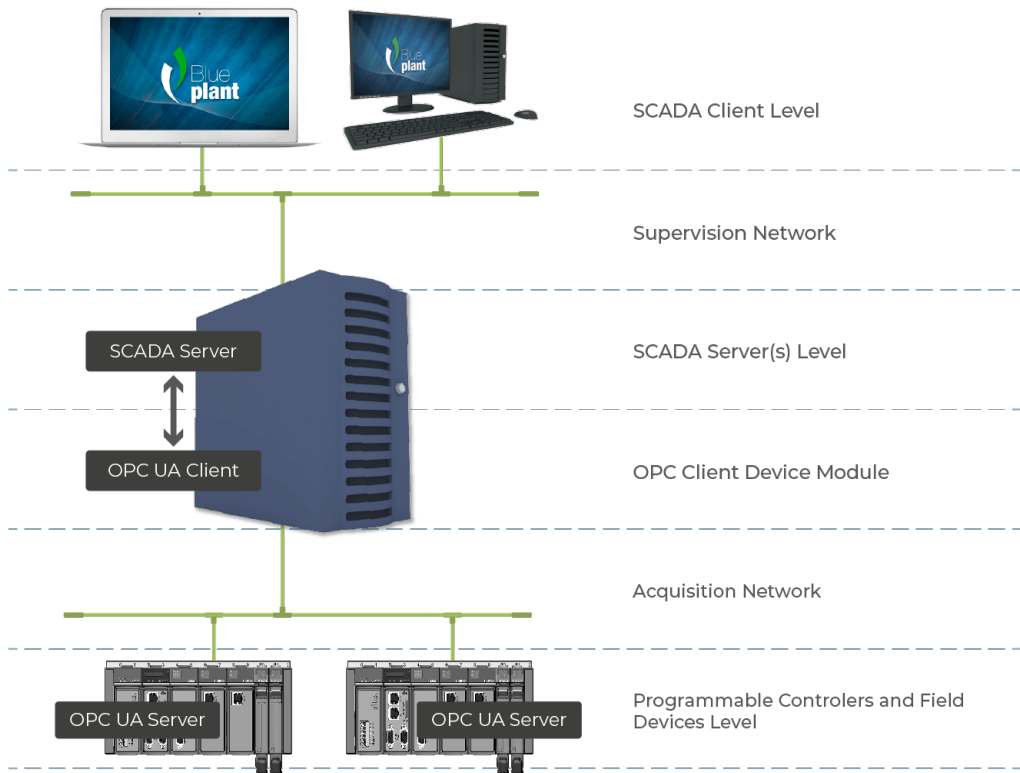 Blue
plant
Blue
plant
SCADA Client Level
Supervision Network
SCADA Server
SCADA Server(s) Level
OPC UA Client
OPC Client Device Module
Acquisition Network
OPC UA Server
OPC UA Server
Programmable Controlers and Field
Devices Level